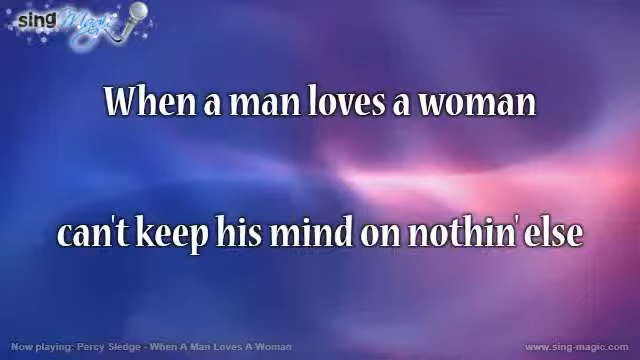 sing Magic
When a man loves a woman
can't keep his mind on nothin' else
Now playing: Percy Sledge - When A Man Loves A Woman
www.sing-magic.com